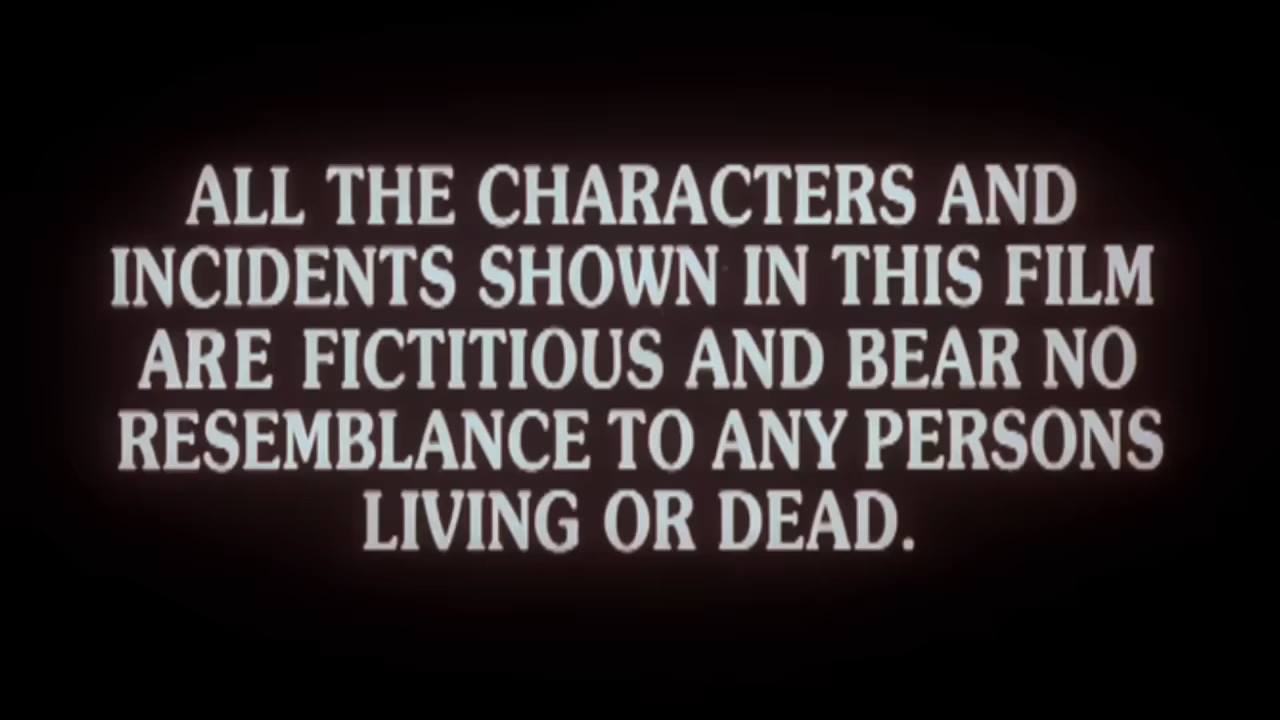 ALL THE CHARACTERS AND
INCIDENTS SHOWN IN THIS FILM
ARE FICTITIOUS AND BEAR NO
RESEMBLANCE TO ANY PERSONS
LIVING OR DEAD.